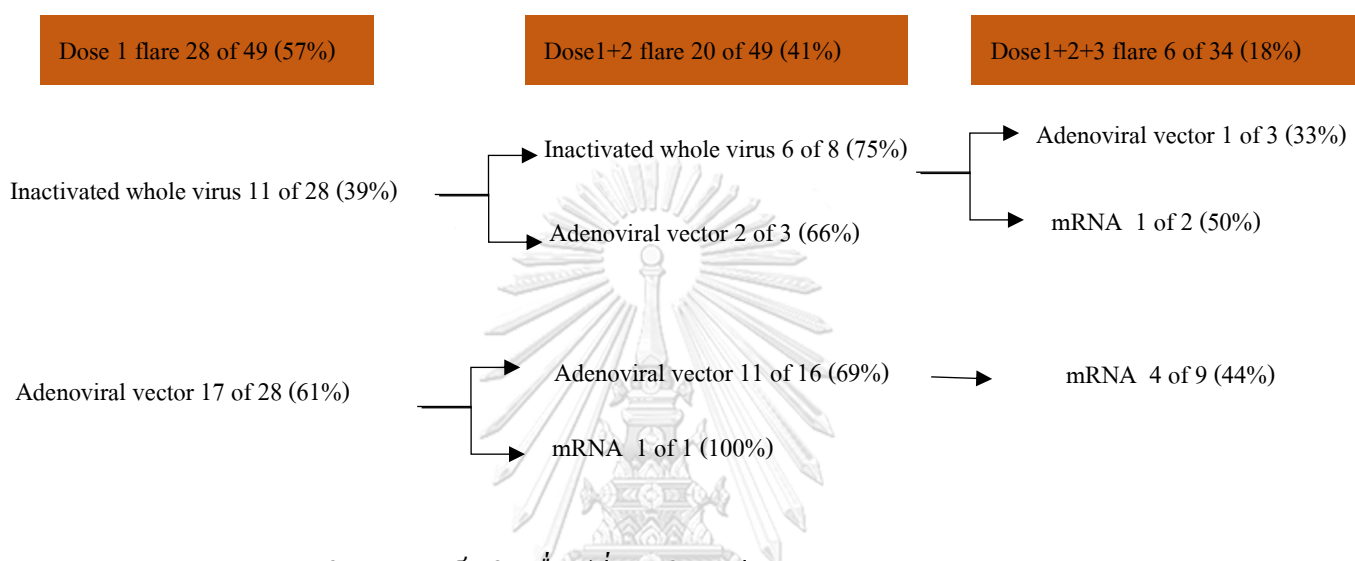 Dose 1 flare 28 of 49 (57%)
Dose1+2 flare 20 of 49 (41%)
Dose1+2+3 flare 6 of 34 (18%)
Inactivated whole virus 11 of 28 (39%)
Inactivated whole virus 6 of 8 (75%)
Adenoviral vector 2 of 3 (66%)
Adenoviral vector 1 of 3 (33%)
mRNA 1 of 2 (50%)
Adenoviral vector 17 of 28 (61%)
Adenoviral vector 11 of 16 (69%)
mRNA 1 of 1 (100%)
mRNA 4 of 9 (44%)